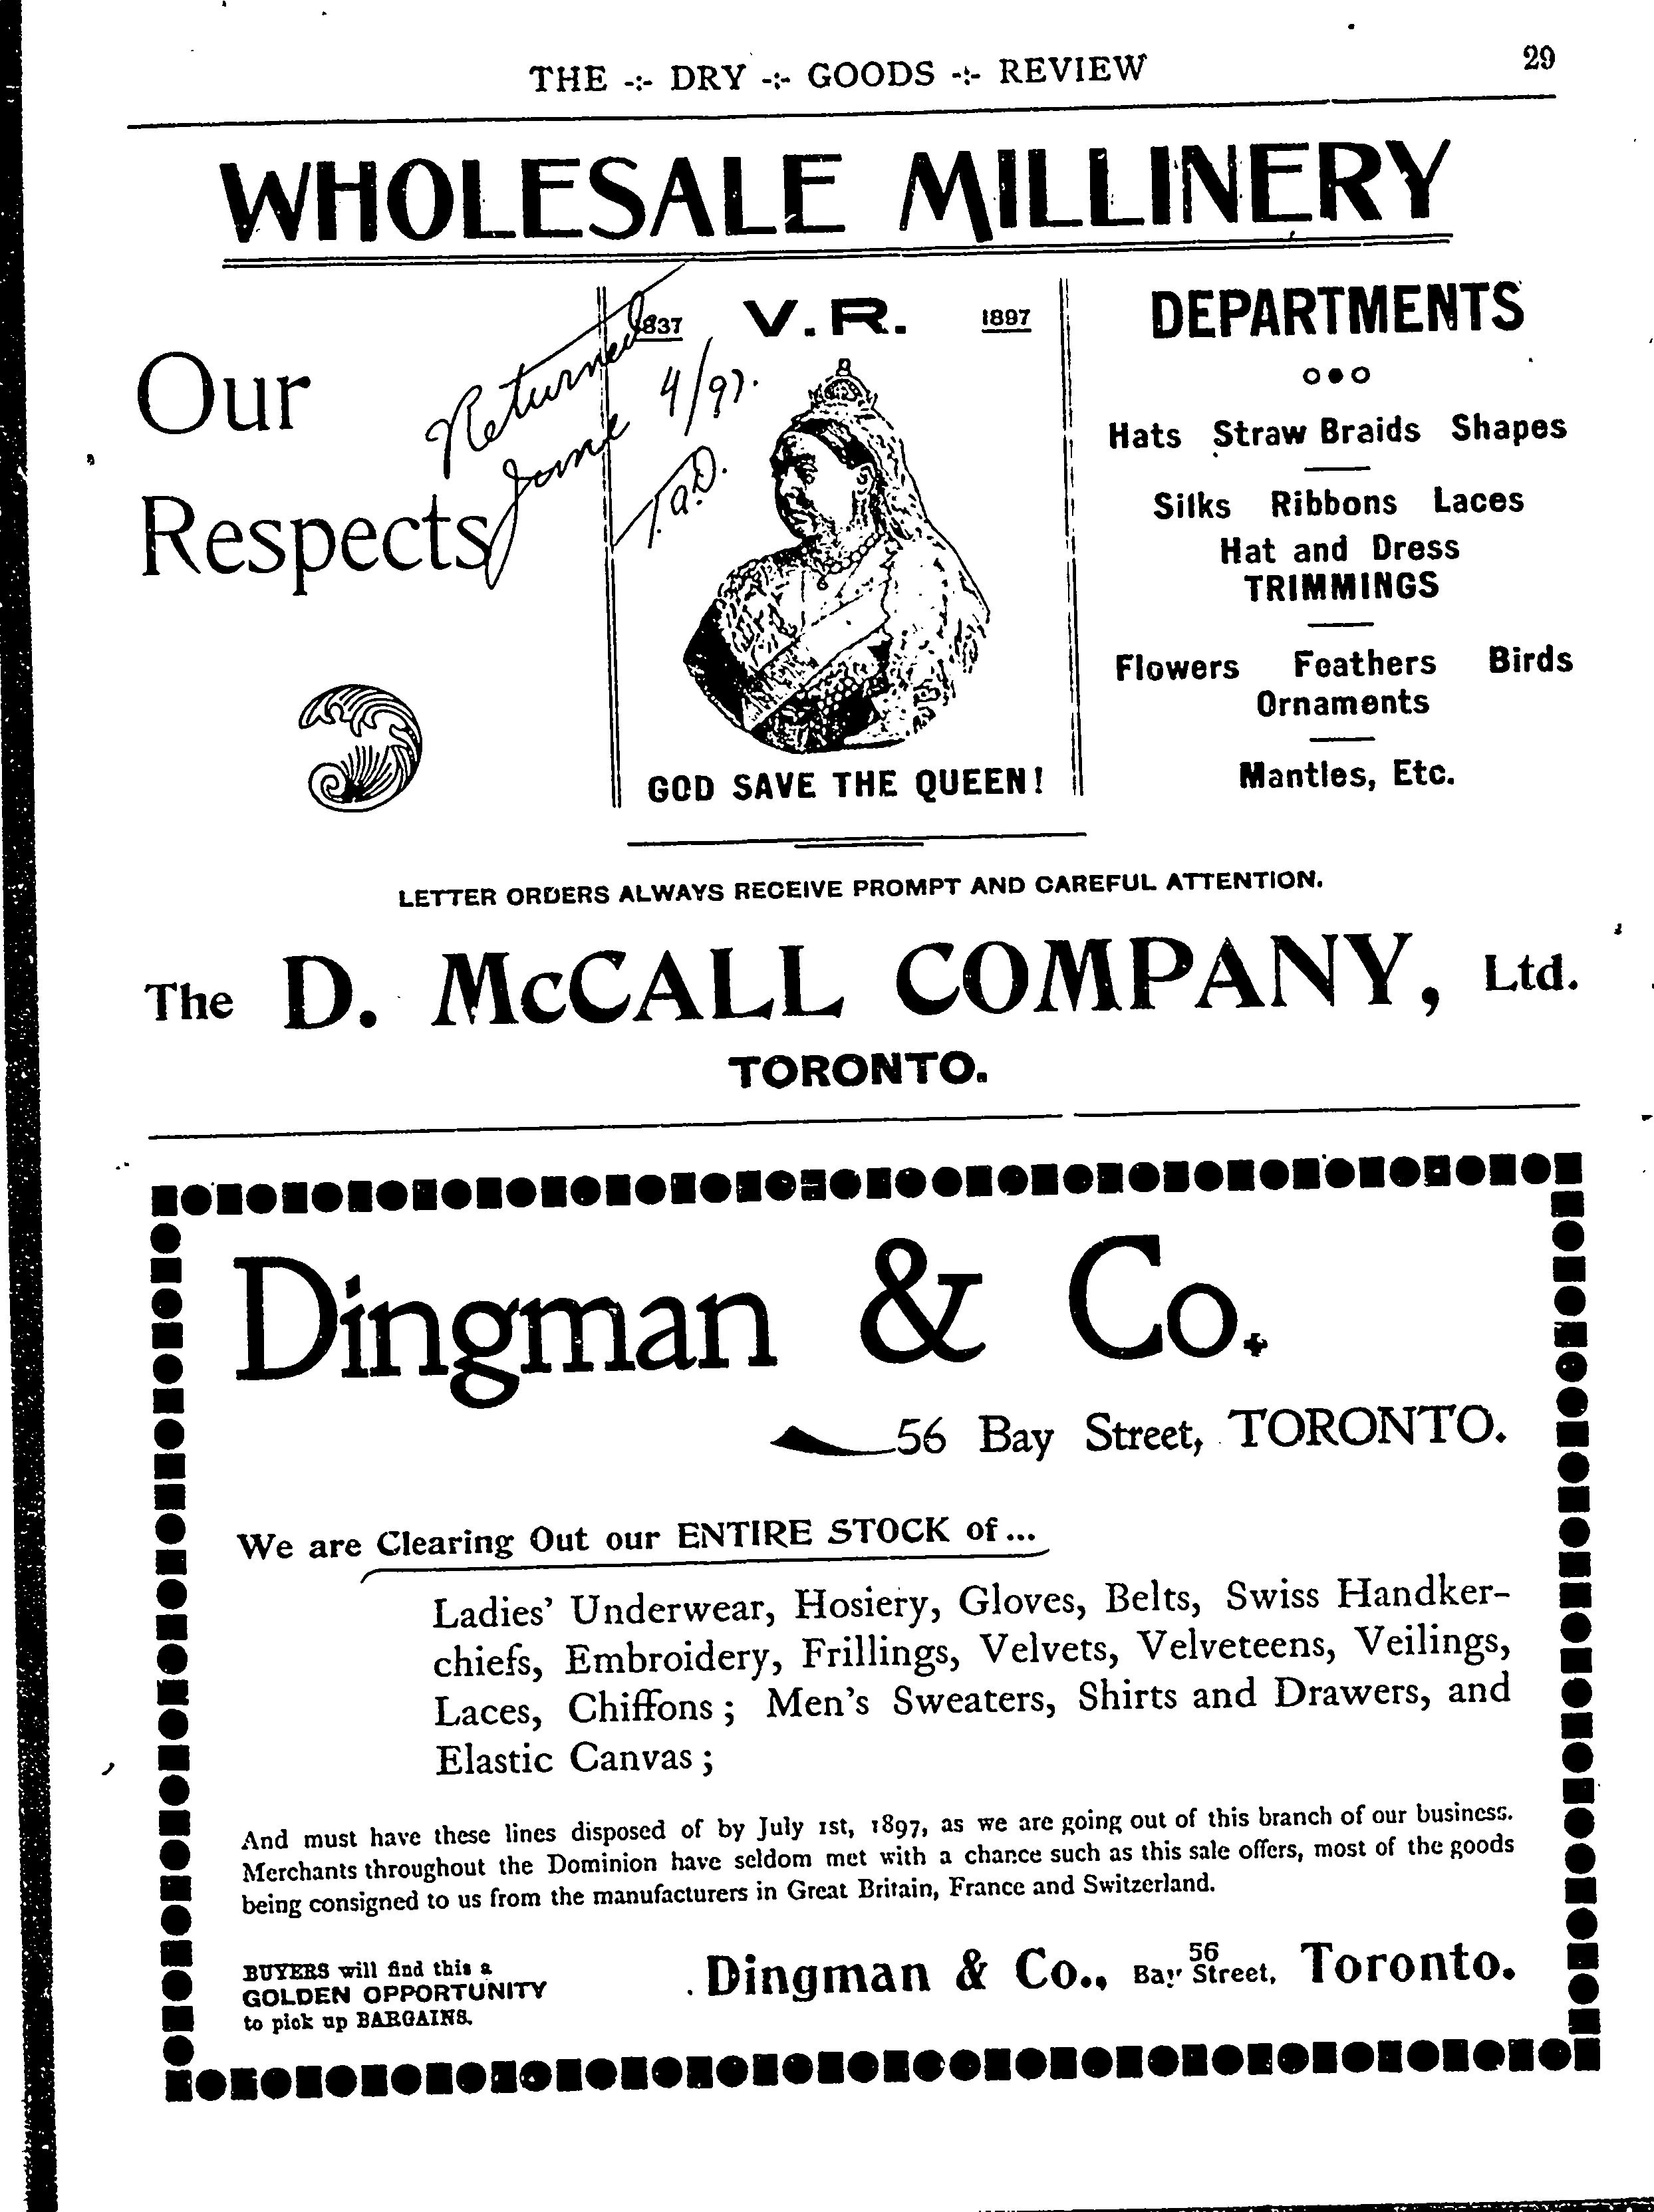 THE -:- DRY -:- GOODS -:- REVIEW
29
WHOLESALE MILLINERY
Our
Respects
Returned
June 4/97.
T.a.D.
1837 V.R. 1897
GOD SAVE THE QUEEN!
DEPARTMENTS
Hats Straw Braids Shapes
Silks Ribbons Laces
Hat and Dress
TRIMMINGS
Flowers Feathers Birds
Ornaments
Mantles, Etc.
LETTER ORDERS ALWAYS RECEIVE PROMPT AND CAREFUL ATTENTION.
The D. McCALL COMPANY, Ltd.
TORONTO.
Dingman & Co.
56 Bay Street, TORONTO.
We are Clearing Out our ENTIRE STOCK of...
Ladies' Underwear, Hosiery, Gloves, Belts, Swiss Handker-
chiefs, Embroidery, Frillings, Velvets, Velveteens, Veilings,
Laces, Chiffons; Men's Sweaters, Shirts and Drawers, and
Elastic Canvas;
And must have these lines disposed of by July 1st, 1897, as we are going out of this branch of our business.
Merchants throughout the Dominion have seldom met with a chance such as this sale offers, most of the goods
being consigned to us from the manufacturers in Great Britain, France and Switzerland.
BUYERS will find this a
GOLDEN OPPORTUNITY
to pick up BARGAINS.
Dingman & Co., 56 Bay Street, Toronto.